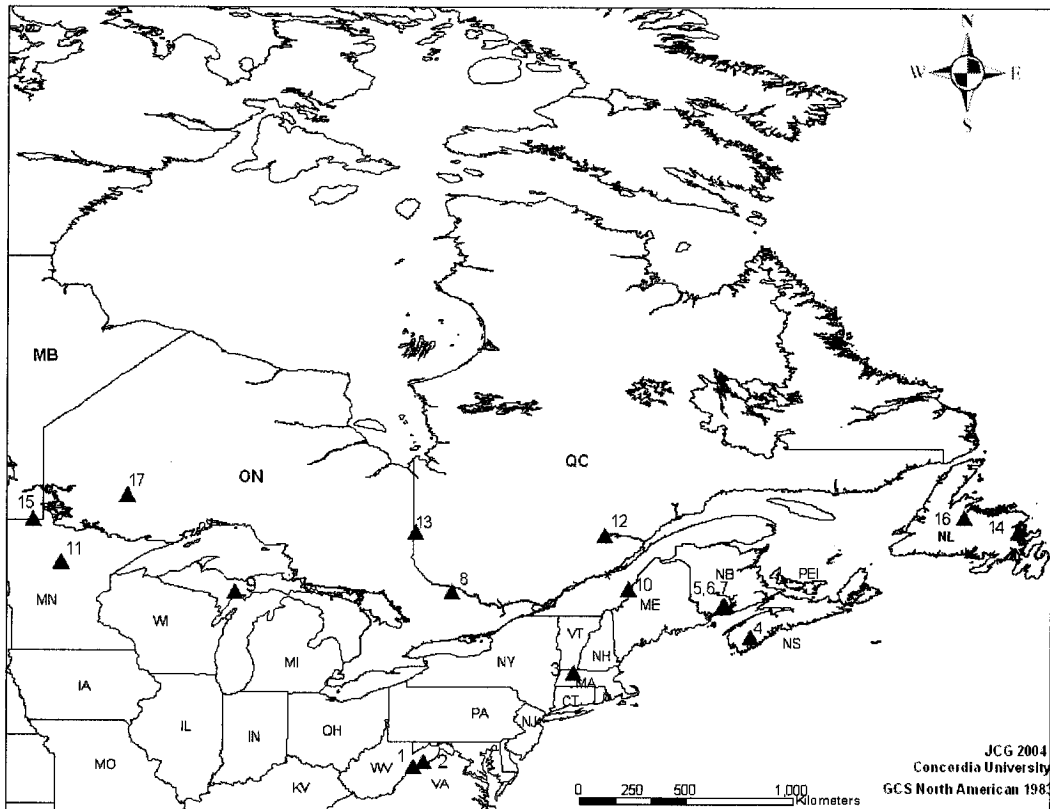 N
W E
S
MB
ON
QC
17
15
13
12
16
NL
14
11
MN
9
8
10
ME
NB
PEI
5,6,7
4
NS
WI
MI
VT
NH
NY
3
MA
CT
IA
IL
IN
OH
PA
NJ
MO
KV
WV
1
2
VA
JCG 2004
Concordia University
GCS North American 1983
0 250 500 1,000
Kilometers